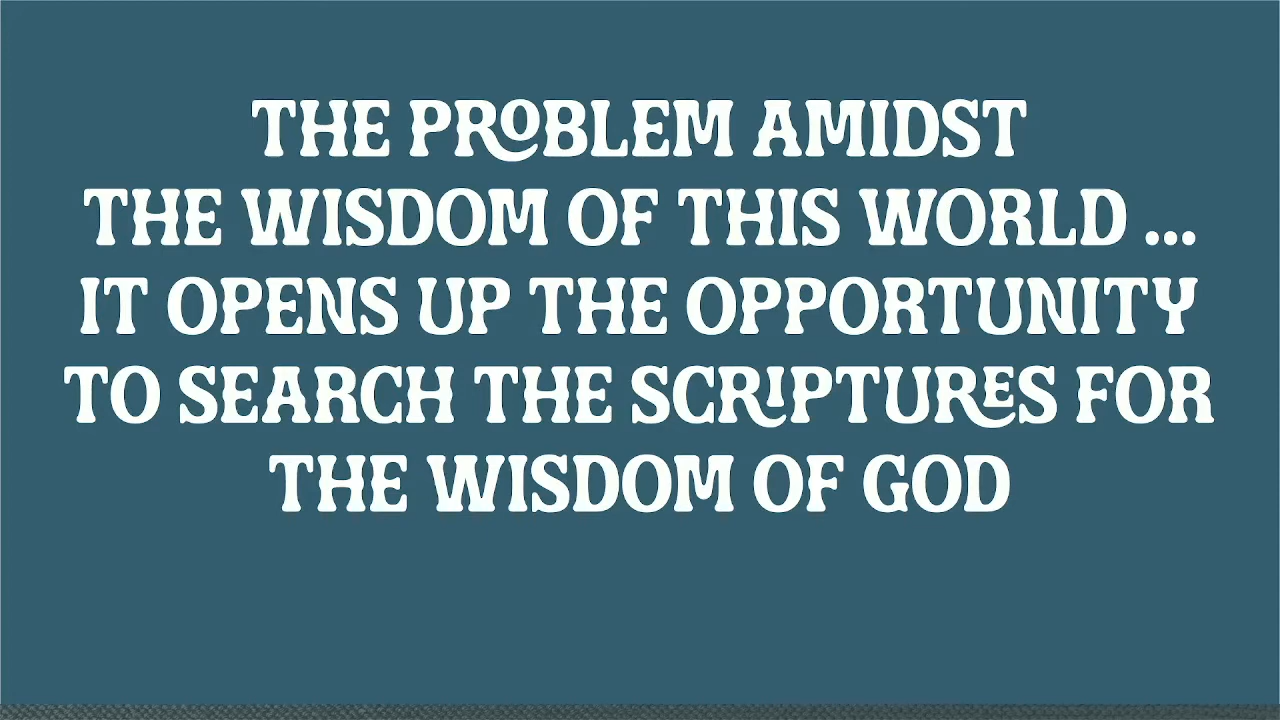 THE PROBLEM AMIDST
THE WISDOM OF THIS WORLD ...
IT OPENS UP THE OPPORTUNITY
TO SEARCH THE SCRIPTURES FOR
THE WISDOM OF GOD